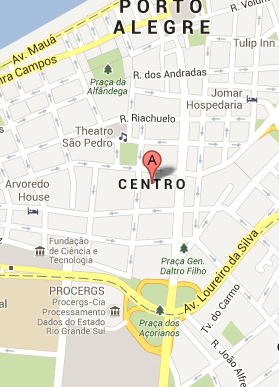 PORTO
ALEGRE
R. Volun
Tulip Inn
Av. Mauá
ira Campos
Praça da
Alfândega
R. dos Andradas
Jomar
Hospedaria
R. Riachuelo
Theatro
São Pedro
A
CENTRO
Arvoredo
House
Fundação
de Ciência e
Tecnologia
Praça Gen.
Daltro Filho
Av. Loureiro da Silva
PROCERGS
Procergs-Cia
Processamento
Dados do Estado
Rio Grande Sul
Praça dos
Açorianos
Tv. do Carmo
R. João Alfre
C